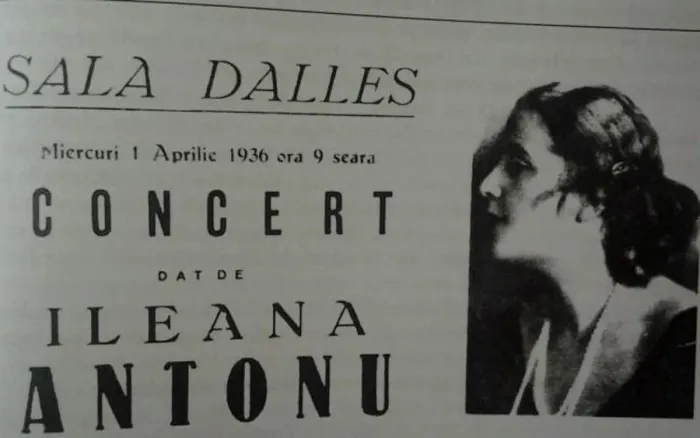 SALA DALLES
Miercuri 1 Aprilie 1936 ora 9 seara
CONCERT
DAT DE
ILEANA
ANTONU